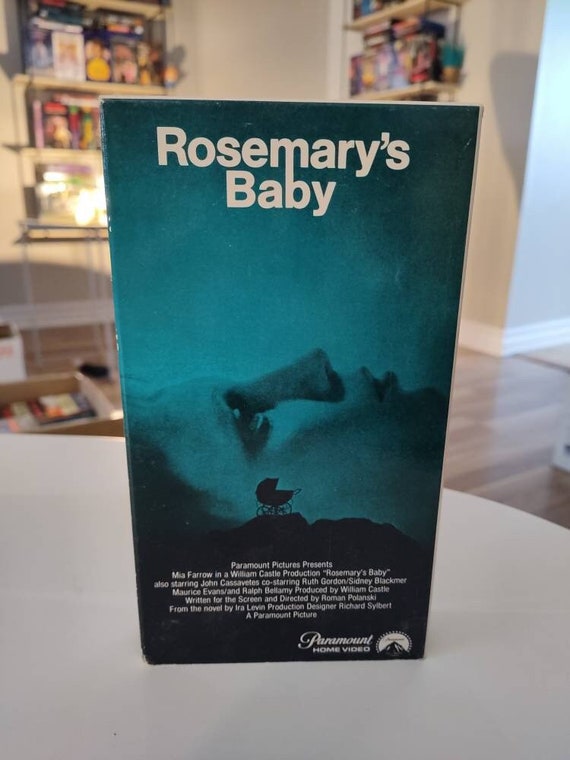 Rosemary's
Baby
Paramount Pictures Presents
Mia Farrow in a William Castle Production "Rosemary's Baby"
also starring John Cassavetes co-starring Ruth Gordon/Sidney Blackmer
Maurice Evans/and Ralph Bellamy Produced by William Castle
Written for the Screen and Directed by Roman Polanski
From the novel by Ira Levin Production Designer Richard Sylbert
A Paramount Picture
Paramount
HOME VIDEO
Paramount